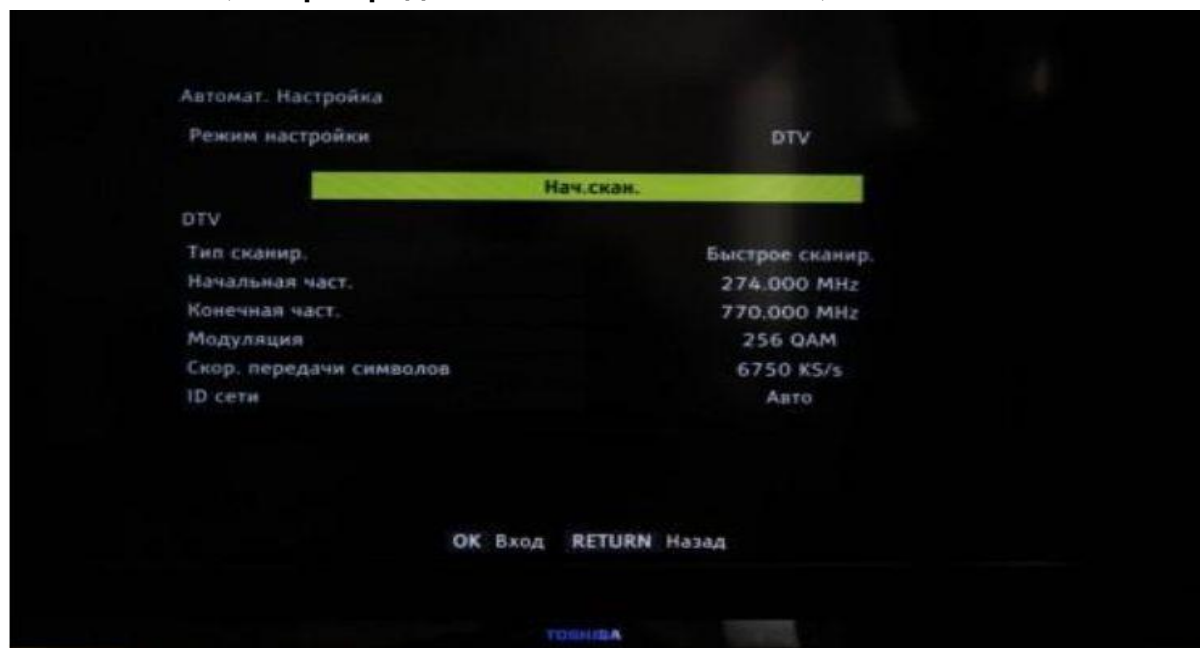 Автомат. Настройка
Режим настройки DTV
Нач.скан.
DTV
Тип сканир. Быстрое сканир.
Начальная част. 274.000 MHz
Конечная част. 770.000 MHz
Модуляция 256 QAM
Скор. передачи символов 6750 KS/s
ID сети Авто
OK Вход RETURN Назад
TOSHIBA